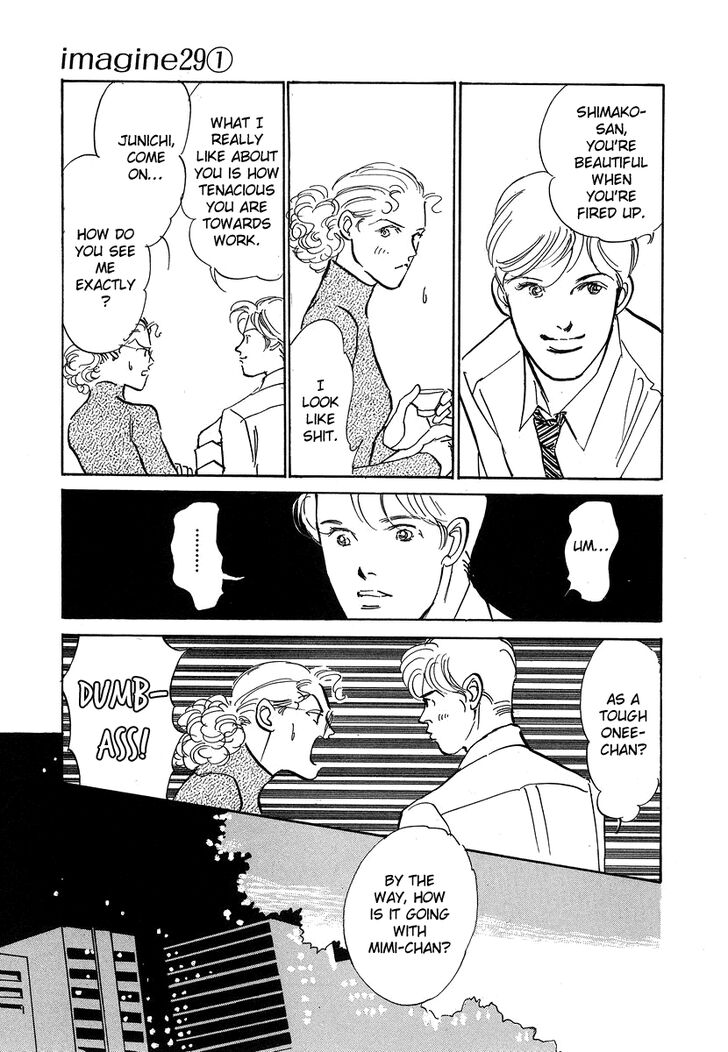 imagine29①
SHIMAKO-
SAN,
YOU'RE
BEAUTIFUL
WHEN
YOU'RE
FIRED UP.
I
LOOK
LIKE
SHIT.
WHAT I
REALLY
LIKE ABOUT
YOU IS HOW
TENACIOUS
YOU ARE
TOWARDS
WORK.
JUNICHI,
COME
ON...
HOW DO
YOU SEE
ME
EXACTLY
?
UM...
.........
AS A
TOUGH
ONEE-
CHAN?
DUMB-
ASS!
BY THE
WAY, HOW
IS IT GOING
WITH
MIMI-CHAN?